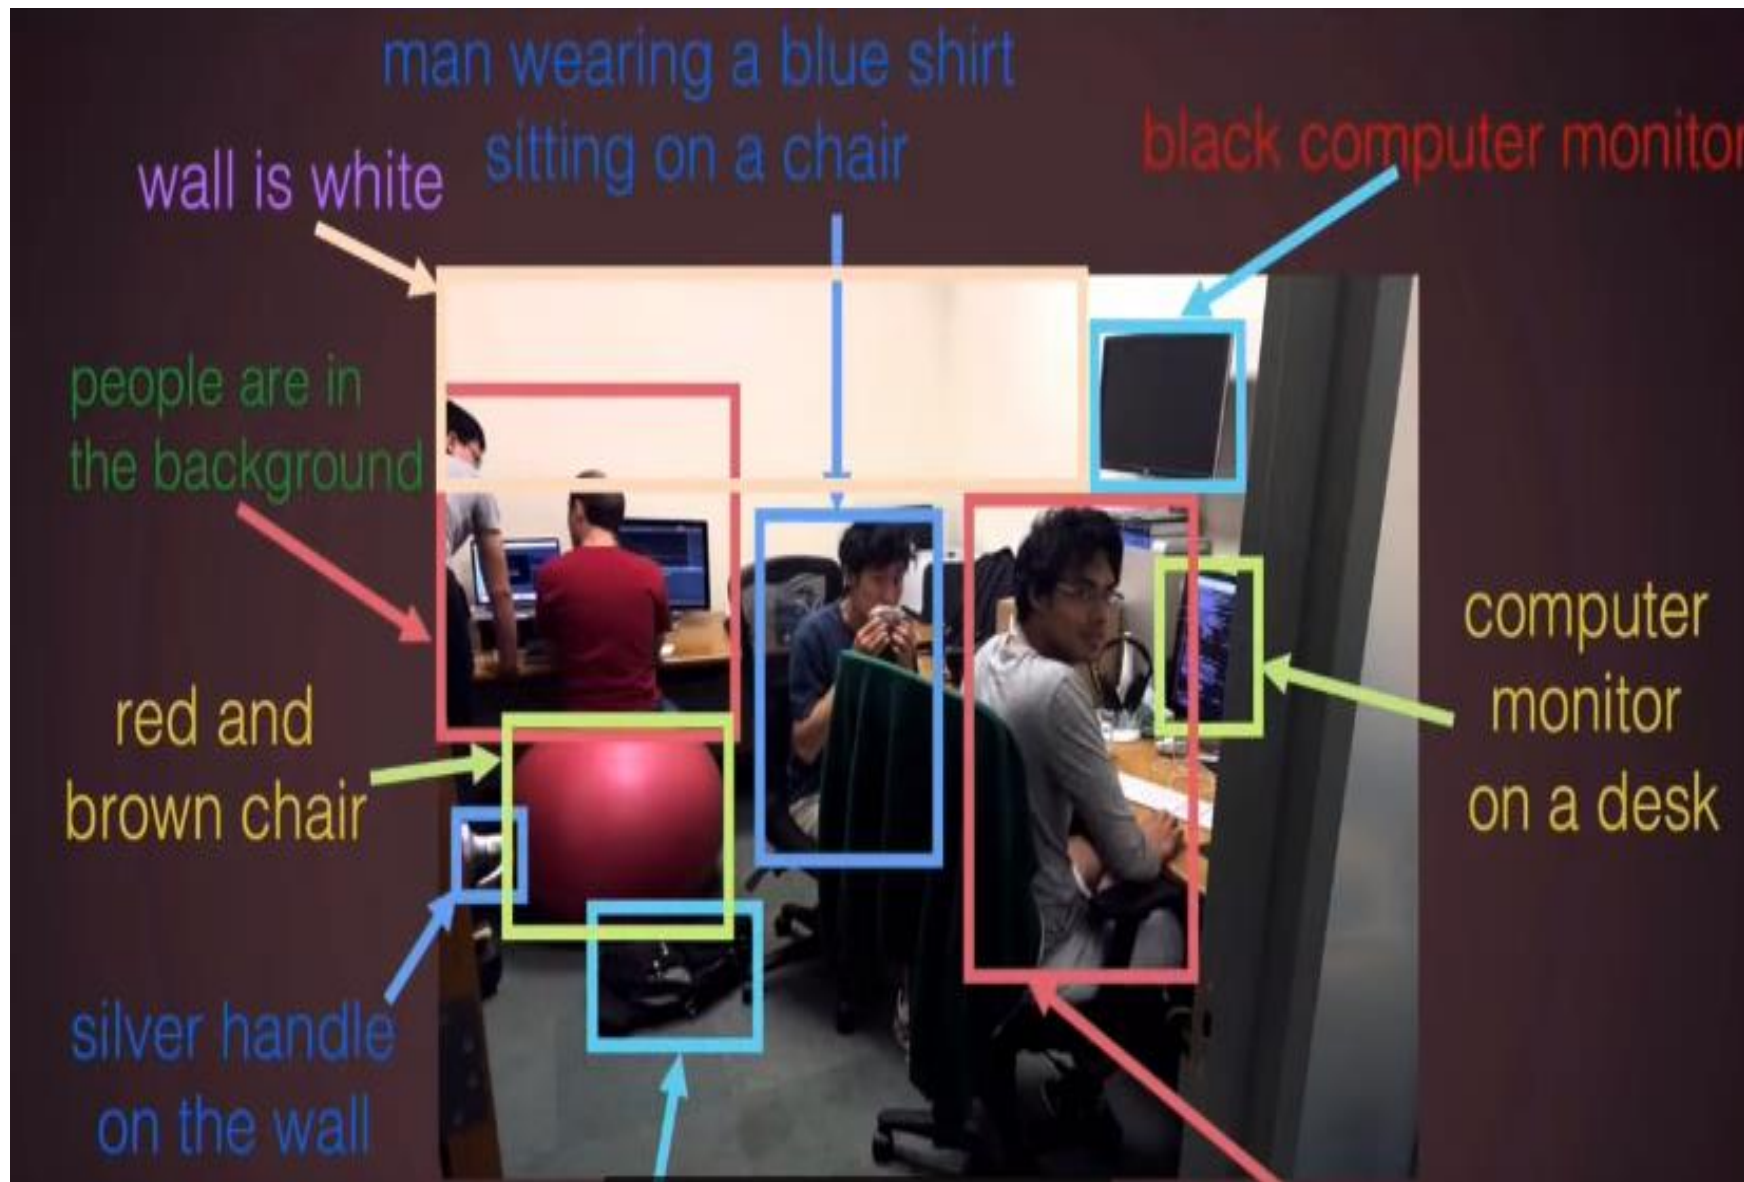 man wearing a blue shirt
sitting on a chair
black computer monitor
wall is white
people are in
the background
computer
monitor
on a desk
red and
brown chair
silver handle
on the wall